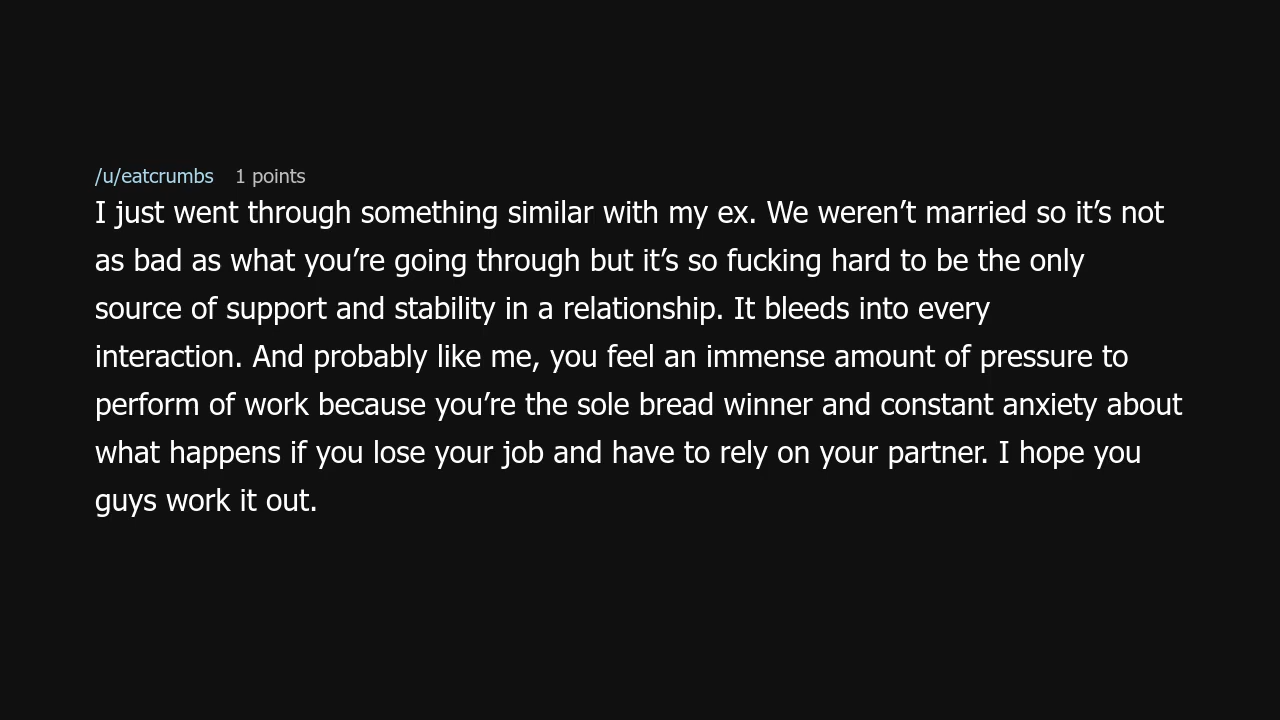 /u/eatcrumbs 1 points
I just went through something similar with my ex. We weren’t married so it’s not
as bad as what you’re going through but it’s so fucking hard to be the only
source of support and stability in a relationship. It bleeds into every
interaction. And probably like me, you feel an immense amount of pressure to
perform of work because you’re the sole bread winner and constant anxiety about
what happens if you lose your job and have to rely on your partner. I hope you
guys work it out.